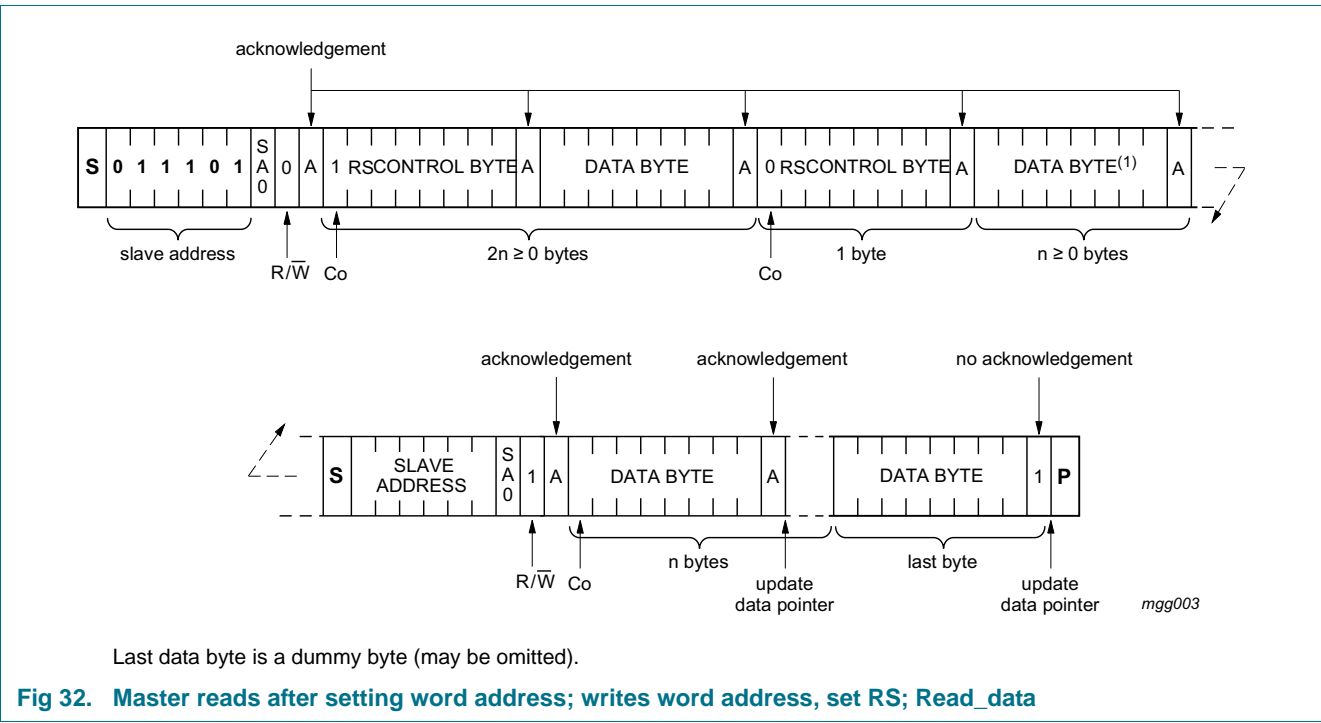 acknowledgement
S 0 1 1 1 0 1 S A 0 0 A 1 RS CONTROL BYTE A DATA BYTE A 0 RS CONTROL BYTE A DATA BYTE(1) A
slave address 2n ≥ 0 bytes 1 byte n ≥ 0 bytes
R/W̅ Co Co
acknowledgement acknowledgement no acknowledgement
S SLAVE ADDRESS S A 0 1 A DATA BYTE A DATA BYTE 1 P
n bytes last byte
R/W̅ Co update update
data pointer data pointer mgg003
Last data byte is a dummy byte (may be omitted).
Fig 32. Master reads after setting word address; writes word address, set RS; Read_data